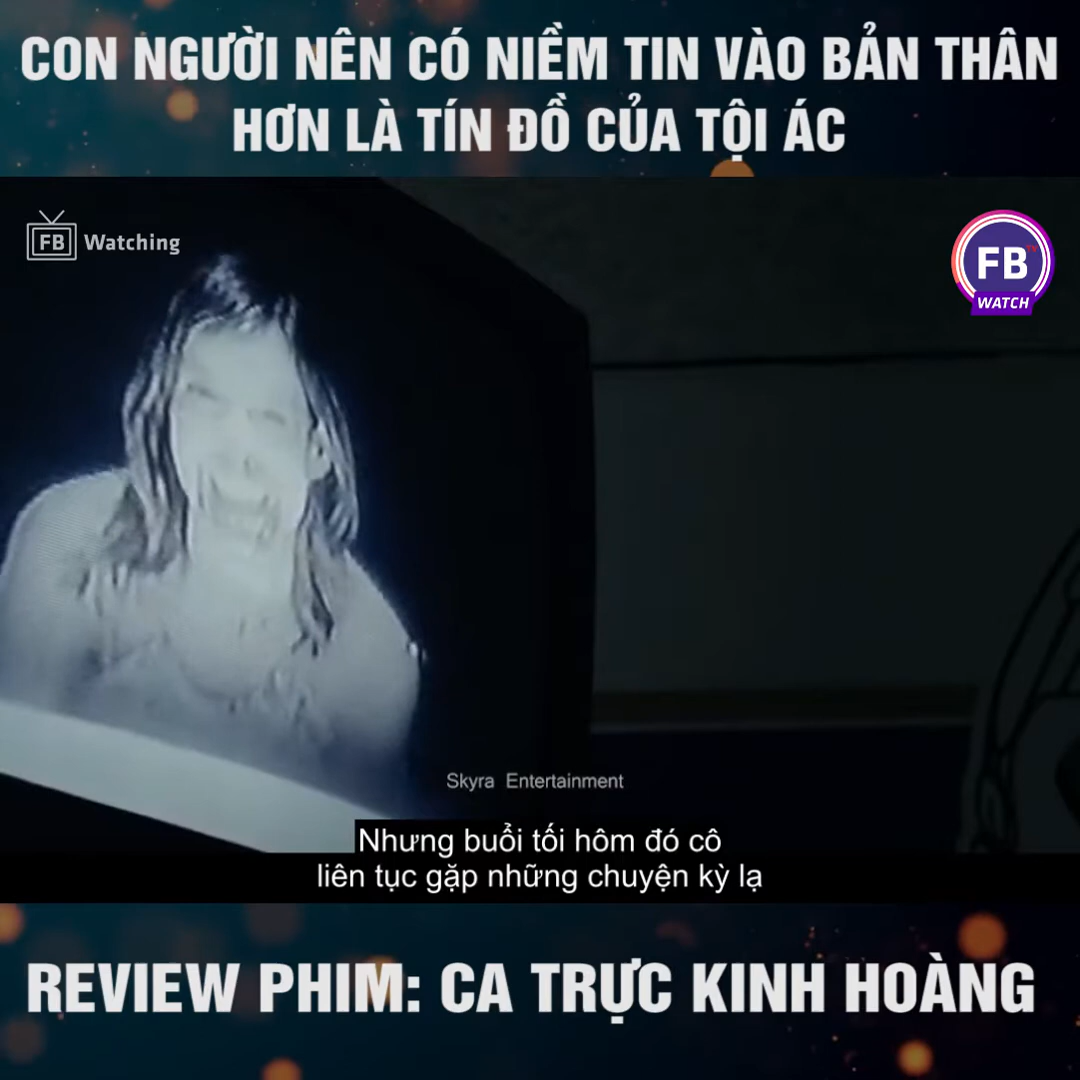 CON NGƯỜI NÊN CÓ NIỀM TIN VÀO BẢN THÂN
HƠN LÀ TÍN ĐỒ CỦA TỘI ÁC
FB Watching
FB TV
WATCH
Skyra Entertainment
Nhưng buổi tối hôm đó cô
liên tục gặp những chuyện kỳ lạ
REVIEW PHIM: CA TRỰC KINH HOÀNG